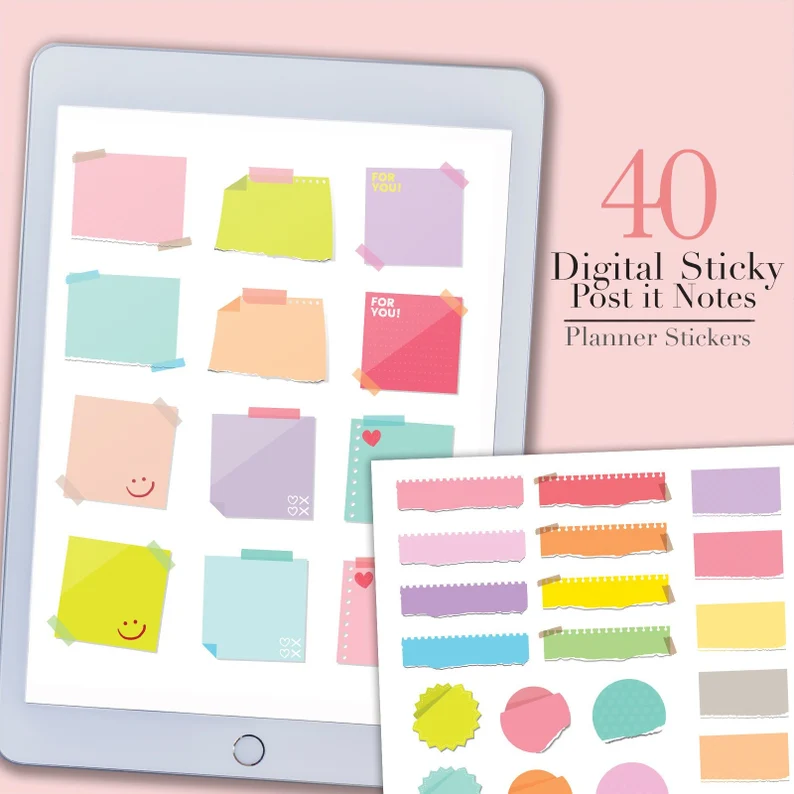 40
Digital Sticky
Post it Notes
Planner Stickers
FOR
YOU!
FOR
YOU!